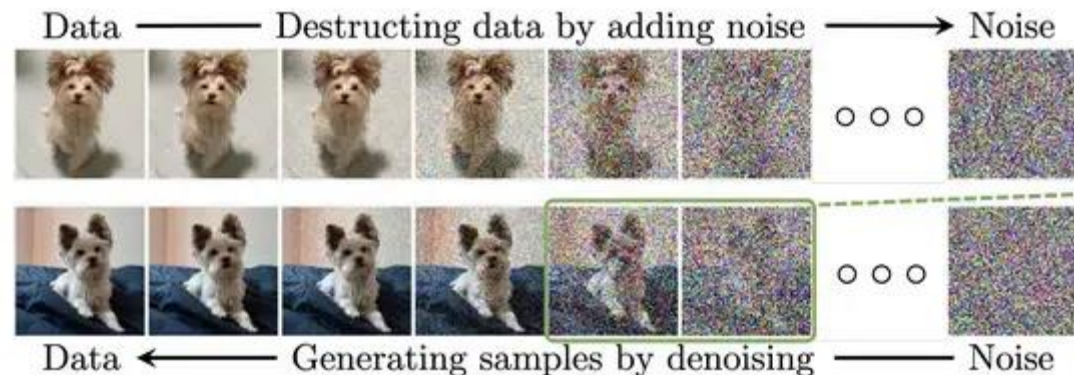 Data Destructing data by adding noise Noise
Data Generating samples by denoising Noise